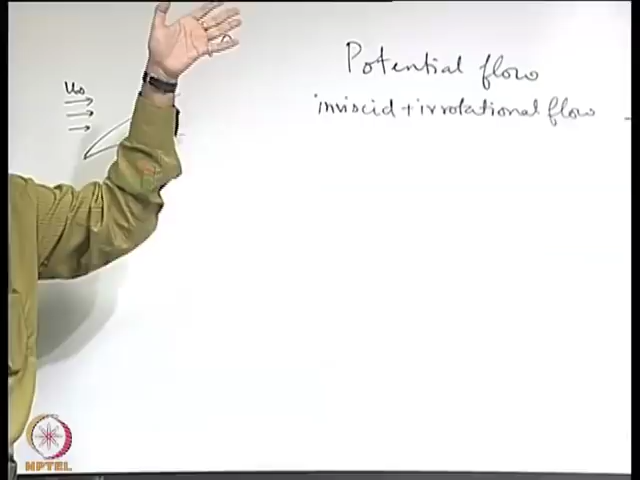 Potential flow
inviscid + irrotational flow
U∞
NPTEL